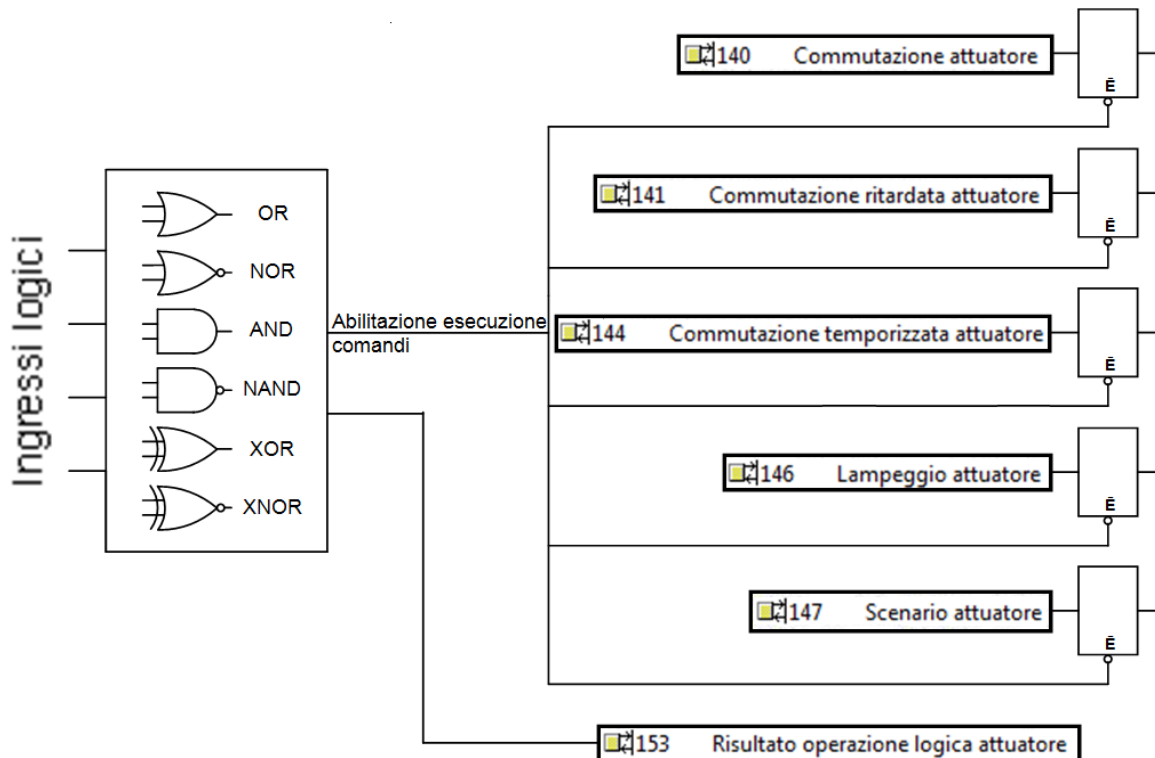 140 Commutazione attuatore
Ē
141 Commutazione ritardata attuatore
Ē
Ingressi logici
OR
NOR
AND
NAND
XOR
XNOR
Abilitazione esecuzione
comandi
144 Commutazione temporizzata attuatore
Ē
146 Lampeggio attuatore
Ē
147 Scenario attuatore
Ē
153 Risultato operazione logica attuatore